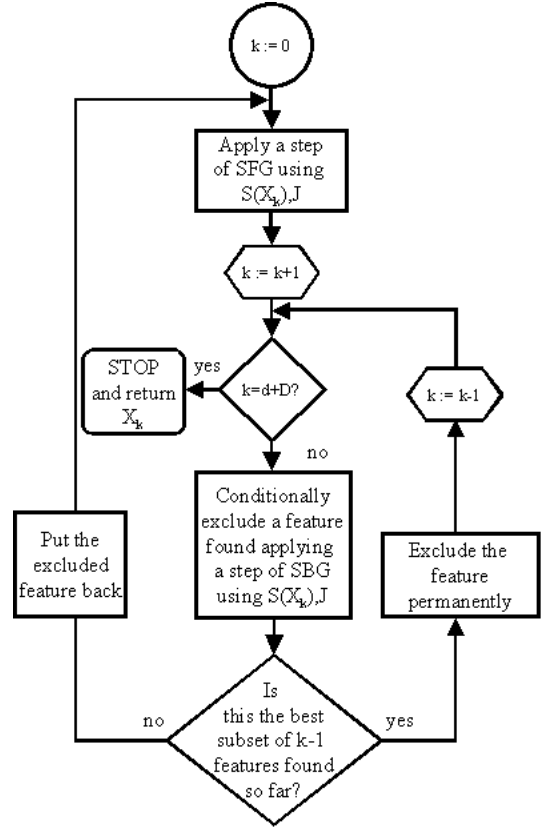 k := 0
Apply a step
of SFG using
S(Xk),J
k := k+1
STOP
and return
Xk
yes
k=d+D?
k := k-1
no
Conditionally
exclude a feature
found applying
a step of SBG
using S(Xk),J
Put the
excluded
feature back
Exclude the
feature
permanently
no
Is
this the best
subset of k-1
features found
so far?
yes